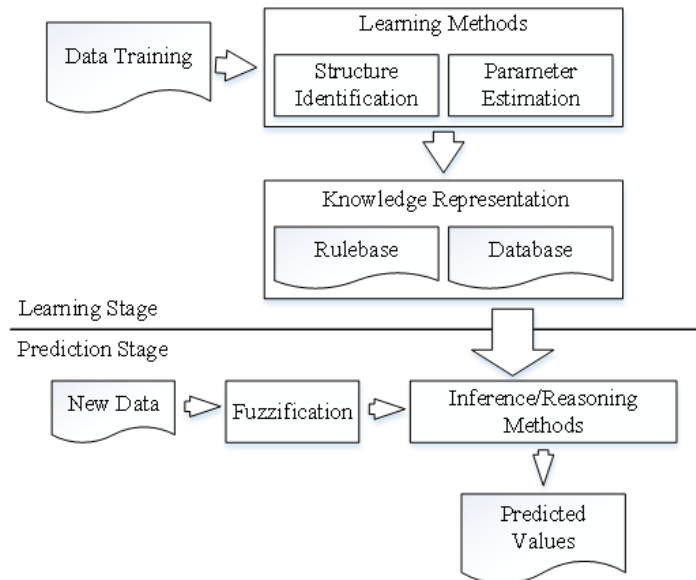 Learning Methods
Data Training
Structure
Identification
Parameter
Estimation
Knowledge Representation
Rulebase
Database
Learning Stage
Prediction Stage
New Data
Fuzzification
Inference/Reasoning
Methods
Predicted
Values